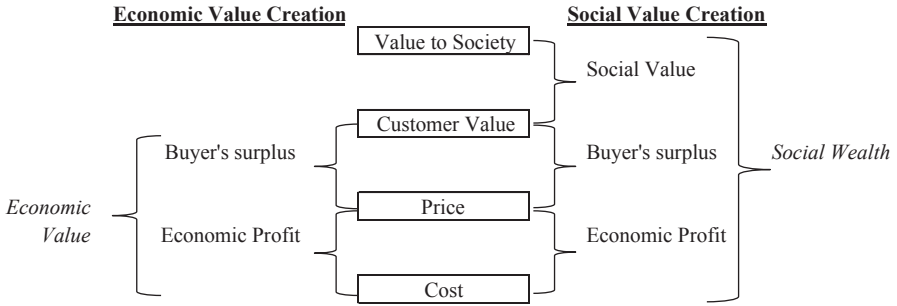 Economic Value Creation
Social Value Creation
Value to Society
Social Value
Customer Value
Buyer's surplus
Buyer's surplus
Social Wealth
Economic
Value
Price
Economic Profit
Economic Profit
Cost